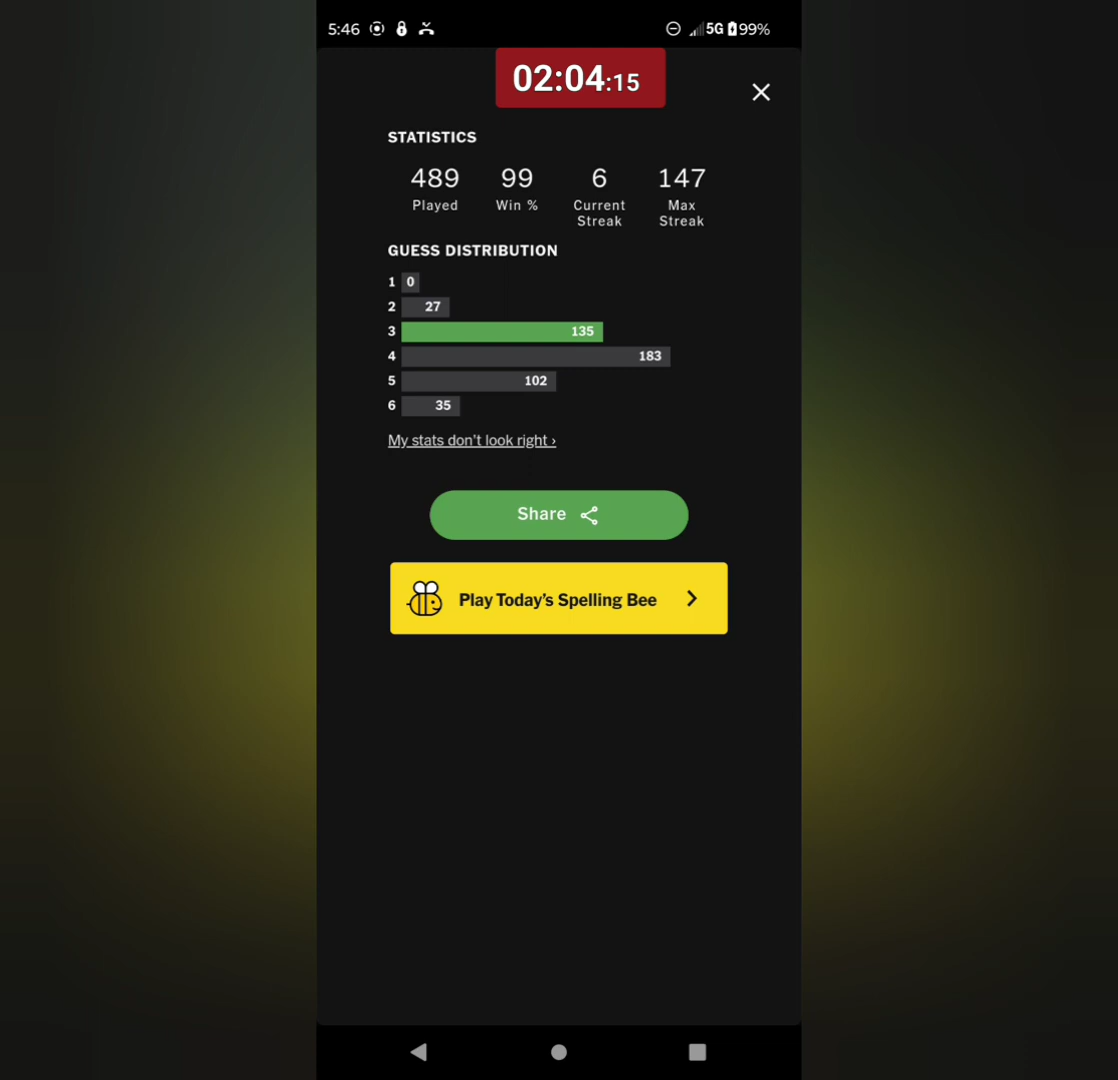 5:46 5G 99%
02:04:15
STATISTICS
489 99 6 147
Played Win % Current Streak Max Streak
GUESS DISTRIBUTION
1 0
2 27
3 135
4 183
5 102
6 35
My stats don't look right ›
Share
Play Today's Spelling Bee